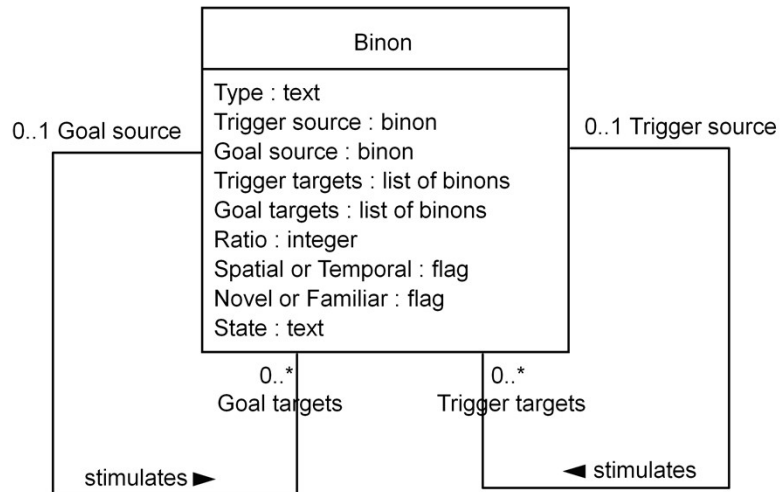 Binon
Type : text
Trigger source : binon
Goal source : binon
Trigger targets : list of binons
Goal targets : list of binons
Ratio : integer
Spatial or Temporal : flag
Novel or Familiar : flag
State : text
0..1 Goal source
0..1 Trigger source
0..*
Goal targets
0..*
Trigger targets
stimulates ►
◄ stimulates